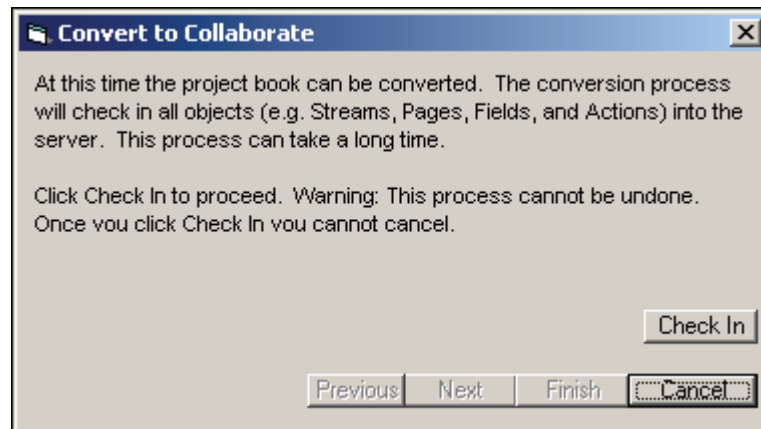 Convert to Collaborate
At this time the project book can be converted. The conversion process
will check in all objects (e.g. Streams, Pages, Fields, and Actions) into the
server. This process can take a long time.
Click Check In to proceed. Warning: This process cannot be undone.
Once you click Check In you cannot cancel.
Check In
Previous Next Finish Cancel